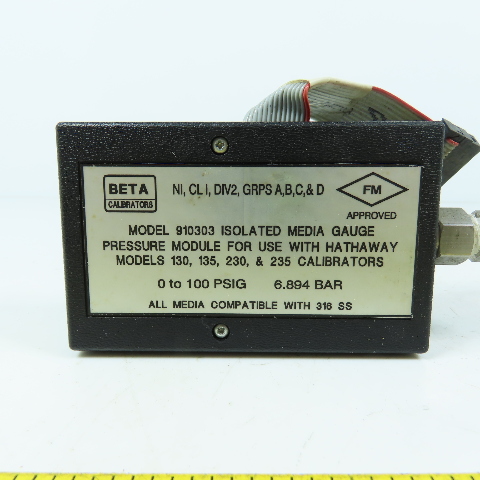 BETA
CALIBRATORS
NI, CL I, DIV2, GRPS A,B,C,& D
FM
APPROVED
MODEL 910303 ISOLATED MEDIA GAUGE
PRESSURE MODULE FOR USE WITH HATHAWAY
MODELS 130, 135, 230, & 235 CALIBRATORS
0 to 100 PSIG 6.894 BAR
ALL MEDIA COMPATIBLE WITH 316 SS